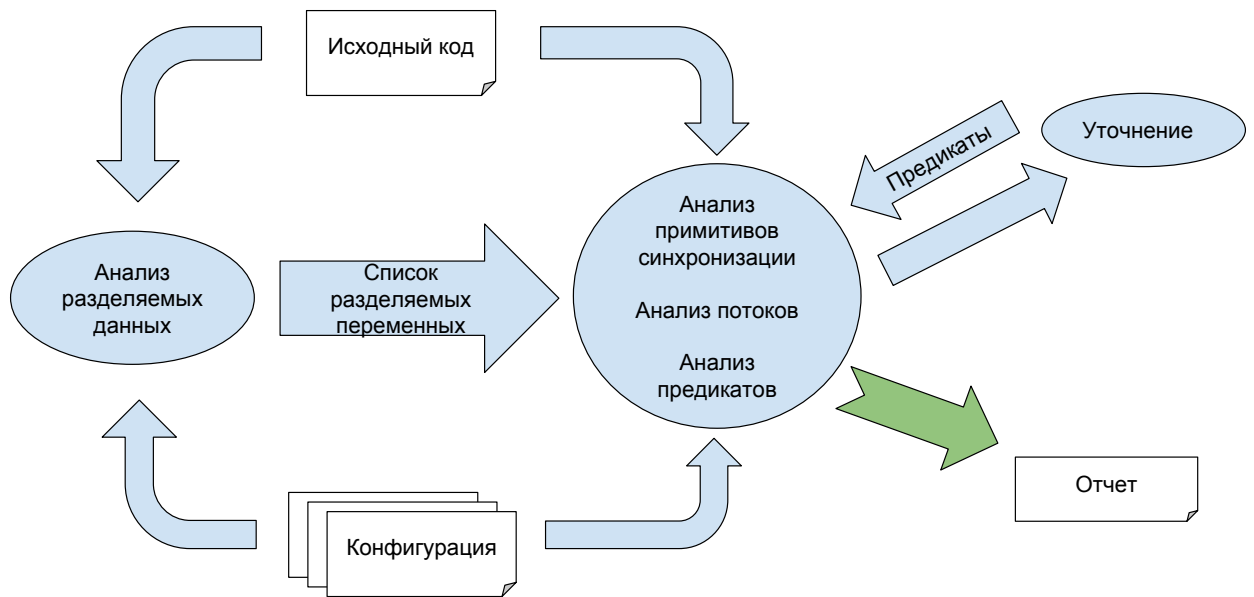 Исходный код
Предикаты
Уточнение
Анализ
разделяемых
данных
Список
разделяемых
переменных
Анализ
примитивов
синхронизации
Анализ потоков
Анализ
предикатов
Отчет
Конфигурация